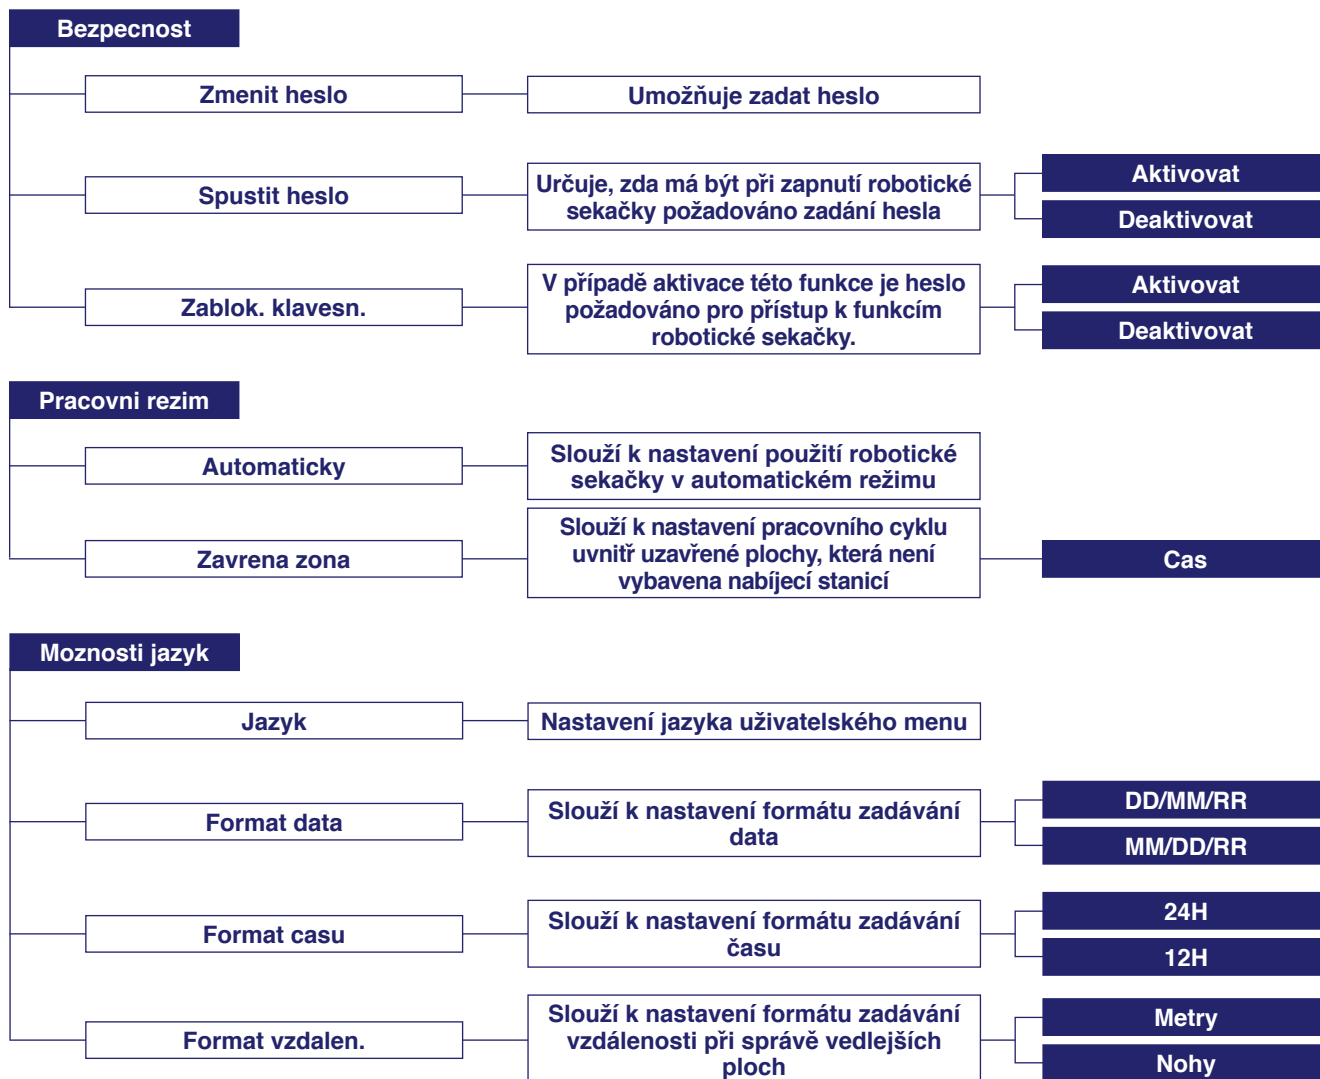 Bezpecnost
Zmenit heslo
Umožňuje zadat heslo
Spustit heslo
Určuje, zda má být při zapnutí robotické
sekačky požadováno zadání hesla
Aktivovat
Deaktivovat
Zablok. klavesn.
V případě aktivace této funkce je heslo
požadováno pro přístup k funkcím
robotické sekačky.
Aktivovat
Deaktivovat
Pracovni rezim
Automaticky
Slouží k nastavení použití robotické
sekačky v automatickém režimu
Zavrena zona
Slouží k nastavení pracovního cyklu
uvnitř uzavřené plochy, která není
vybavena nabíjecí stanicí
Cas
Moznosti jazyk
Jazyk
Nastavení jazyka uživatelského menu
Format data
Slouží k nastavení formátu zadávání
data
DD/MM/RR
MM/DD/RR
Format casu
Slouží k nastavení formátu zadávání
času
24H
12H
Format vzdalen.
Slouží k nastavení formátu zadávání
vzdálenosti při správě vedlejších
ploch
Metry
Nohy